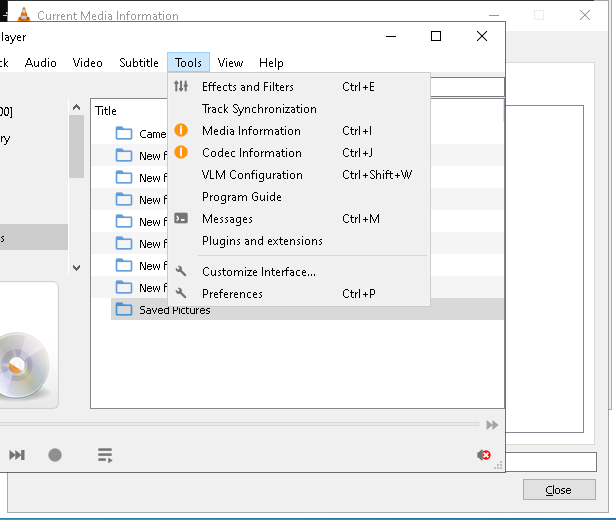 Current Media Information
layer
ck Audio Video Subtitle Tools View Help
Effects and Filters Ctrl+E
Track Synchronization
Media Information Ctrl+I
Codec Information Ctrl+J
VLM Configuration Ctrl+Shift+W
Program Guide
Messages Ctrl+M
Plugins and extensions
Customize Interface...
Preferences Ctrl+P
00]
ry
s
Title
Came
New f
New f
New f
New f
New f
New f
New f
Saved Pictures
Close